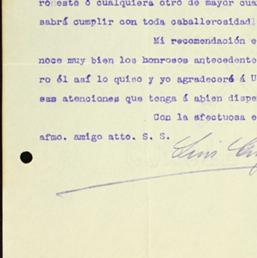 ro este ó cualquiera otro de mayor cua
sabrá cumplir con toda caballerosidad
Mi recomendación e
noce muy bien los honrosos antecedente
ro él así lo quiso y yo agradeceré á U
esas atenciones que tenga á abien dispe
Con la afectuosa e
afmo. amigo atto. S. S.
Luis